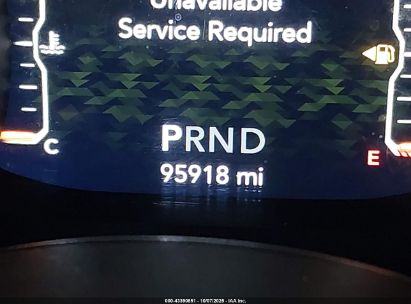 Unavailable
Service Required
C
E
PRND
95918 mi